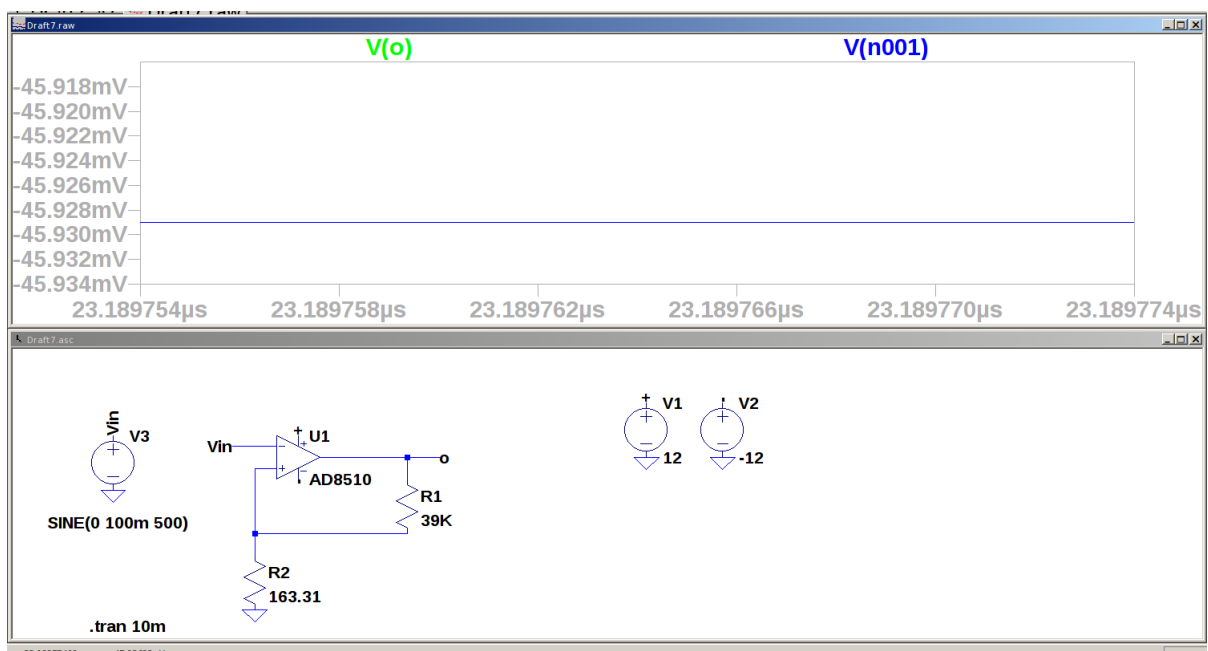 Draft7.raw
V(o) V(n001)
-45.918mV
-45.920mV
-45.922mV
-45.924mV
-45.926mV
-45.928mV
-45.930mV
-45.932mV
-45.934mV
23.189754µs 23.189758µs 23.189762µs 23.189766µs 23.189770µs 23.189774µs
Draft7.asc
Vin
V3
SINE(0 100m 500)
Vin
U1
AD8510
o
R1
39K
R2
163.31
.tran 10m
V1
12
V2
-12